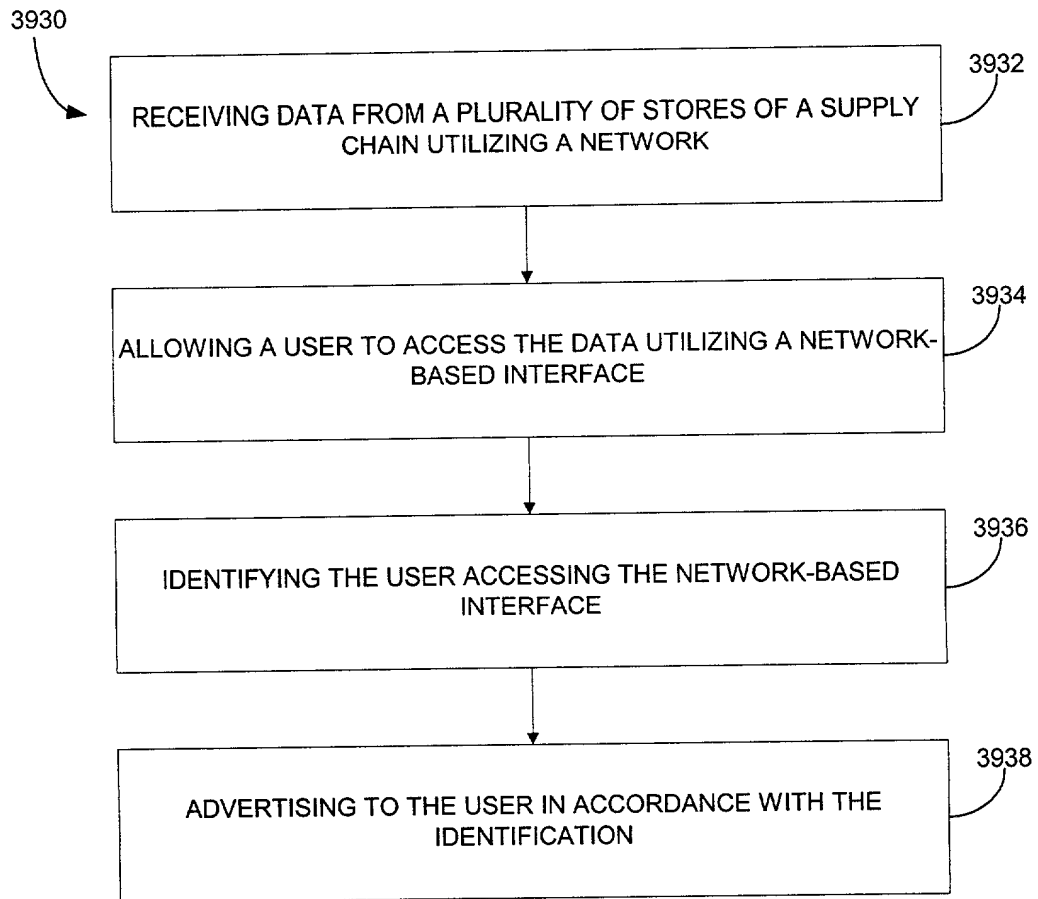 3930
3932
RECEIVING DATA FROM A PLURALITY OF STORES OF A SUPPLY
CHAIN UTILIZING A NETWORK
3934
ALLOWING A USER TO ACCESS THE DATA UTILIZING A NETWORK-
BASED INTERFACE
3936
IDENTIFYING THE USER ACCESSING THE NETWORK-BASED
INTERFACE
3938
ADVERTISING TO THE USER IN ACCORDANCE WITH THE
IDENTIFICATION